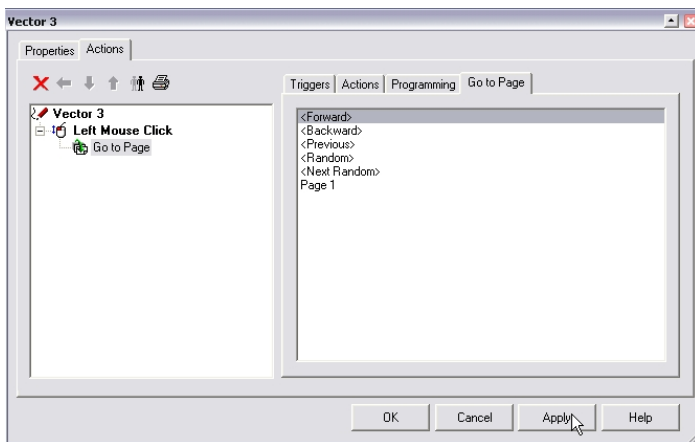 Vector 3
Properties Actions
Triggers Actions Programming Go to Page
Vector 3
Left Mouse Click
Go to Page
<Forward>
<Backward>
<Previous>
<Random>
<Next Random>
Page 1
OK Cancel Apply Help